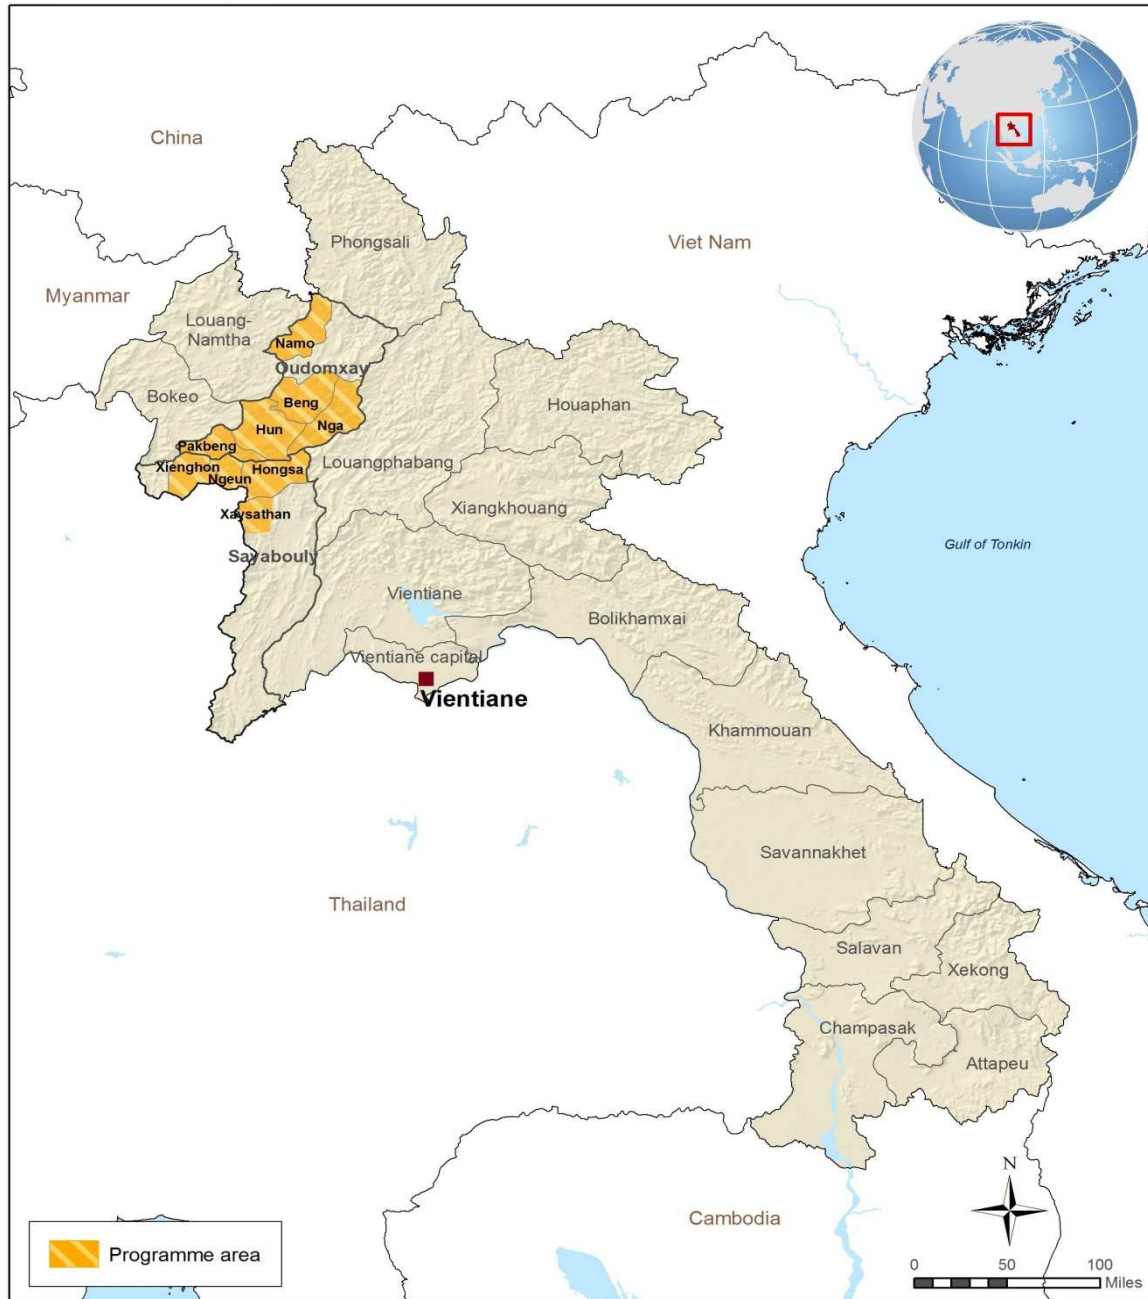 China
Phongsali
Viet Nam
Myanmar
Louang-
Namtha
Namo
Oudomxay
Bokeo
Beng
Houaphan
Hun
Nga
Pakbeng
Louangphabang
Xienghon
Hongsa
Ngeun
Xiangkhouang
Xaysathan
Gulf of Tonkin
Sayabouly
Vientiane
Bolikhamxai
Vientiane capital
Vientiane
Khammouan
Savannakhet
Thailand
Salavan
Xekong
Champasak
Attapeu
N
Cambodia
Programme area
0 50 100
Miles